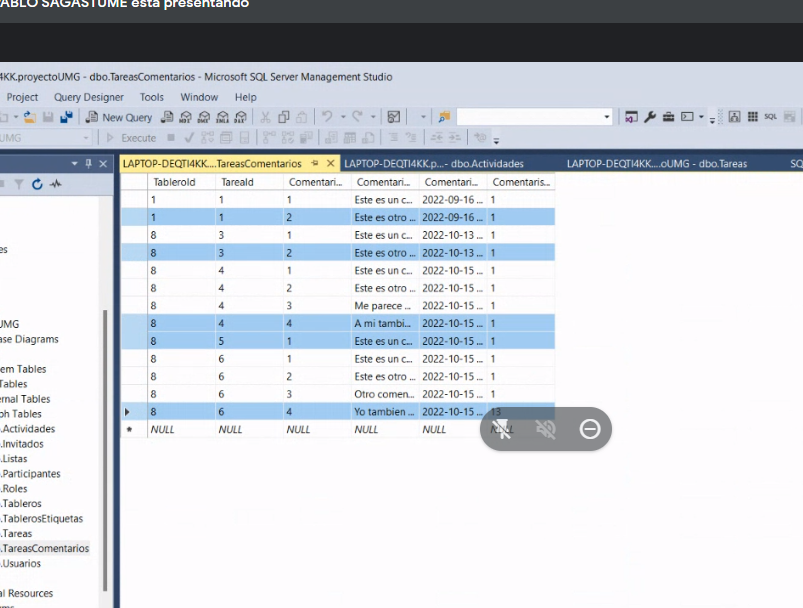 ABLO SAGASTUME está presentando
4KK.proyectoUMG - dbo.TareasComentarios - Microsoft SQL Server Management Studio
Project Query Designer Tools Window Help
New Query
UMG Execute
LAPTOP-DEQTI4KK....TareasComentarios LAPTOP-DEQTI4KK.p...- dbo.Actividades LAPTOP-DEQTI4KK....oUMG - dbo.Tareas SQ
TableroId TareaId Comentari... Comentari... Comentari... Comentaris...
1 1 1 Este es un c... 2022-09-16 ... 1
1 1 2 Este es otro ... 2022-09-16 ... 1
8 3 1 Este es un c... 2022-10-13 ... 1
8 3 2 Este es otro ... 2022-10-13 ... 1
8 4 1 Este es un c... 2022-10-15 ... 1
8 4 2 Este es otro ... 2022-10-15 ... 1
8 4 3 Me parece ... 2022-10-15 ... 1
8 4 4 A mi tambi... 2022-10-15 ... 1
8 5 1 Este es un c... 2022-10-15 ... 1
8 6 1 Este es un c... 2022-10-15 ... 1
8 6 2 Este es otro ... 2022-10-15 ... 1
8 6 3 Otro comen... 2022-10-15 ... 1
8 6 4 Yo tambien ... 2022-10-15 ... 13
NULL NULL NULL NULL NULL NULL
es
UMG
ase Diagrams
em Tables
Tables
ernal Tables
ph Tables
.Actividades
.Invitados
.Listas
.Participantes
.Roles
.Tableros
.TablerosEtiquetas
.Tareas
.TareasComentarios
.Usuarios
al Resources